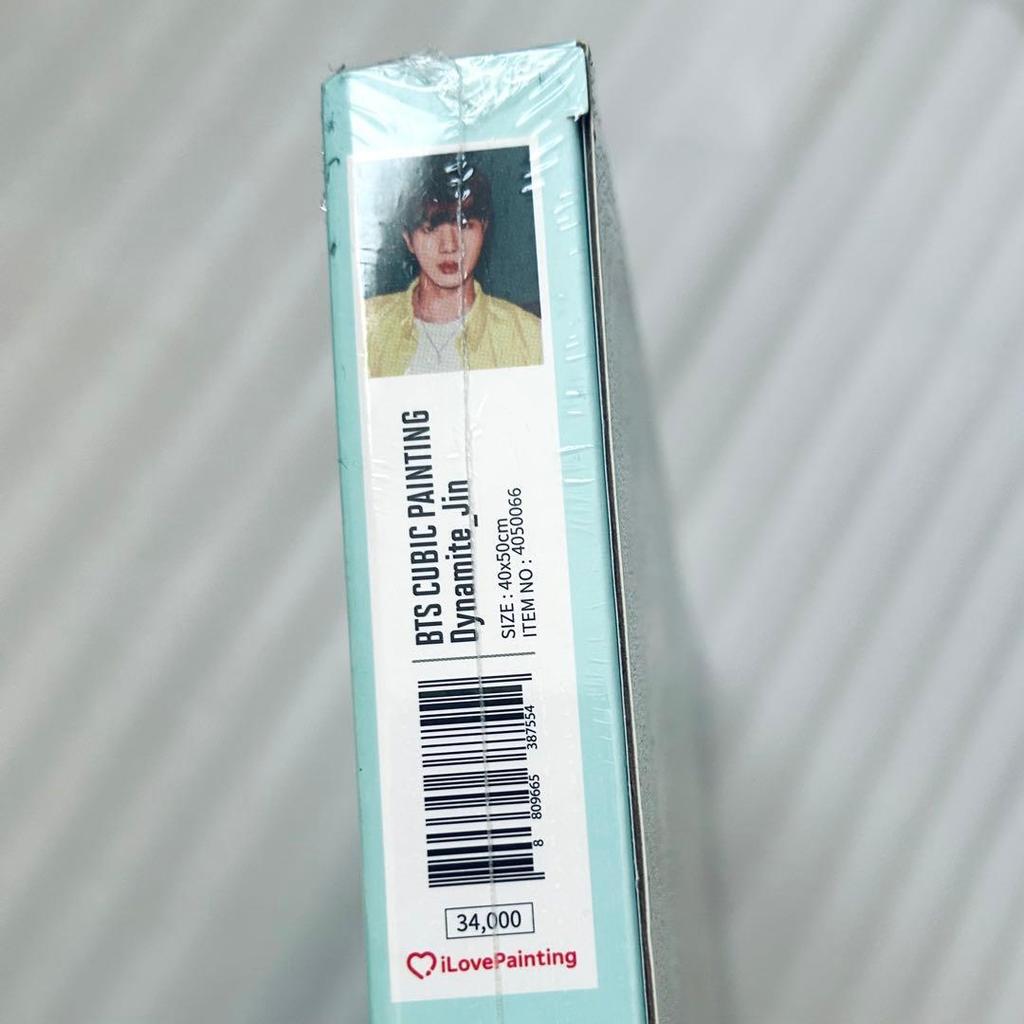 BTS CUBIC PAINTING
Dynamite_Jin
SIZE : 40x50cm
ITEM NO : 4050066
8 809665 387554
34,000
iLovePainting